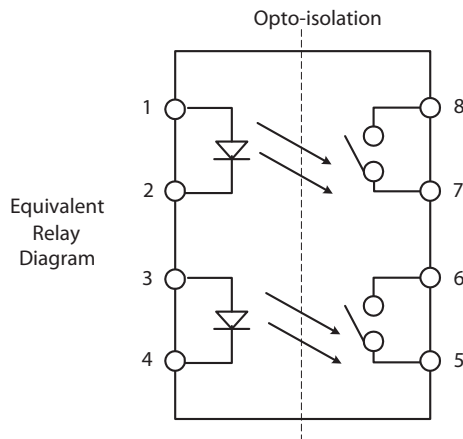 Opto-isolation
1
8
2
7
Equivalent
Relay
Diagram
3
6
4
5